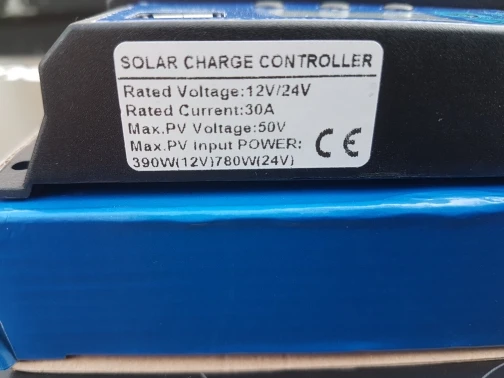 SOLAR CHARGE CONTROLLER
Rated Voltage:12V/24V
Rated Current:30A
Max.PV Voltage:50V
Max.PV Input POWER:
390W(12V)780W(24V)
CE